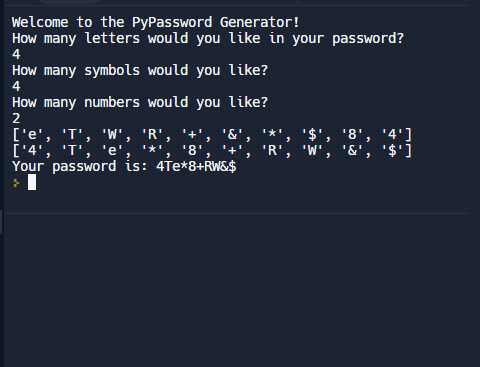 Welcome to the PyPassword Generator!
How many letters would you like in your password?
4
How many symbols would you like?
4
How many numbers would you like?
2
['e', 'T', 'W', 'R', '+', '&', '*', '$', '8', '4']
['4', 'T', 'e', '*', '8', '+', 'R', 'W', '&', '$']
Your password is: 4Te*8+RW&$
>